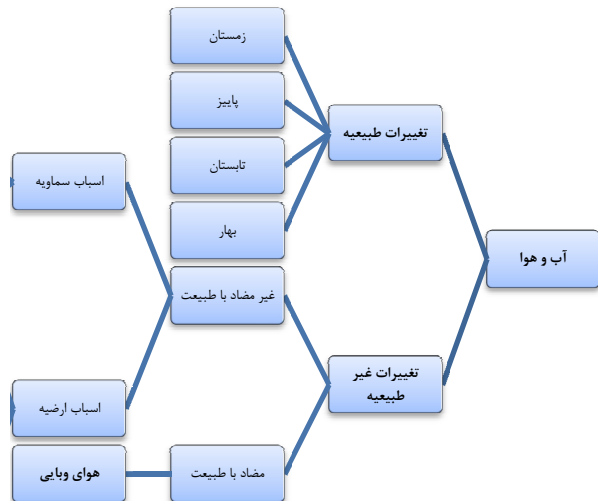 آب و هوا
تغییرات طبیعیه
زمستان
پاییز
تابستان
بهار
تغییرات غیر
طبیعیه
غیر مضاد با طبیعت
اسباب سماویه
اسباب ارضیه
مضاد با طبیعت
هوای وبایی